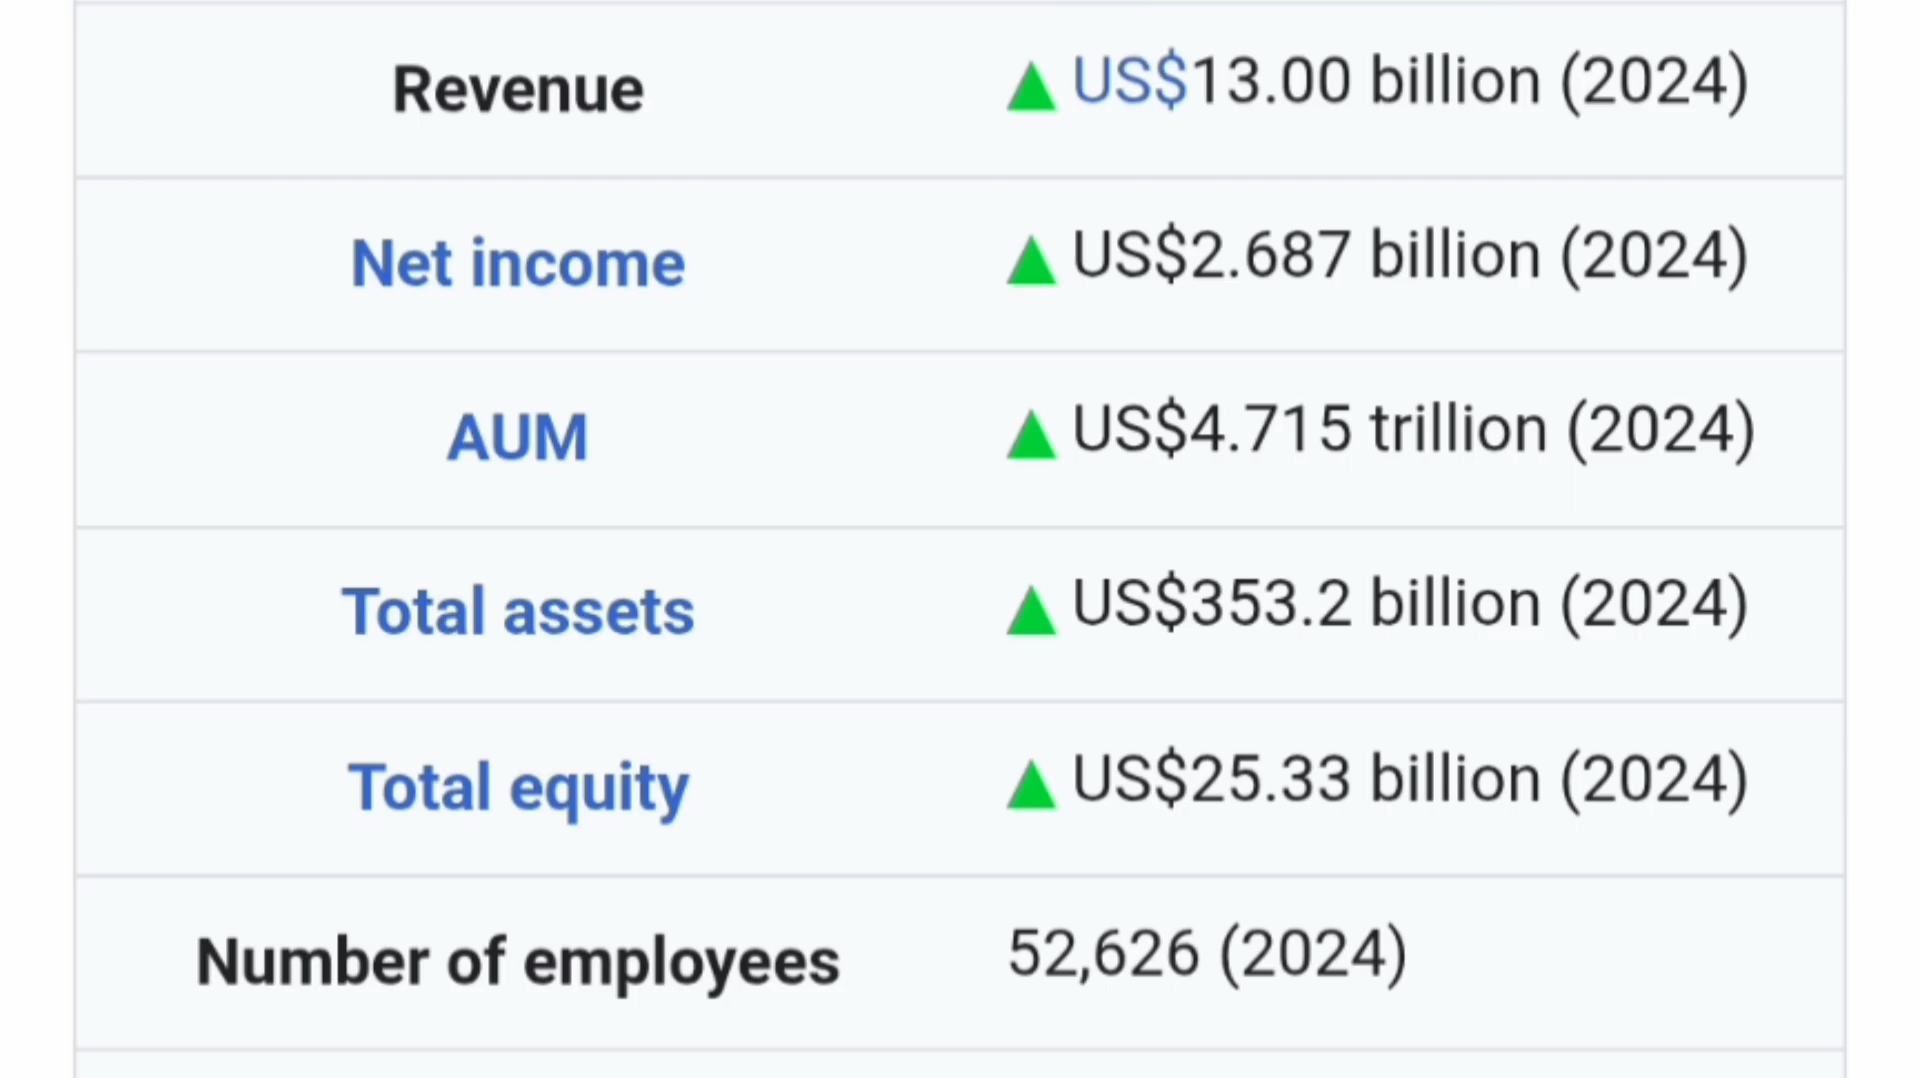 Revenue ▲ US$13.00 billion (2024)
Net income ▲ US$2.687 billion (2024)
AUM ▲ US$4.715 trillion (2024)
Total assets ▲ US$353.2 billion (2024)
Total equity ▲ US$25.33 billion (2024)
Number of employees 52,626 (2024)